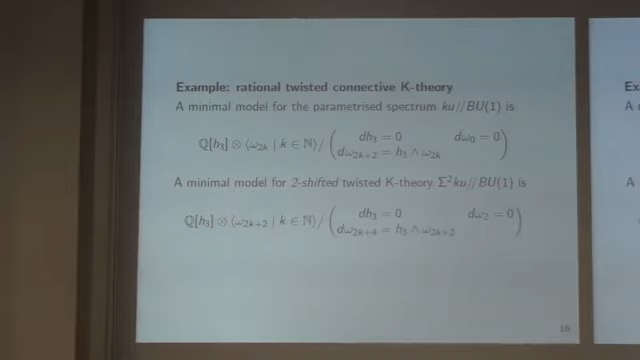 Example: rational twisted connective K-theory
A minimal model for the parametrised spectrum ku//BU(1) is
ℚ[h₃] ⊗ ⟨ω₂ₖ | k ∈ ℕ⟩/ ( dh₃ = 0 dω₀ = 0
dω₂ₖ₊₂ = h₃ ∧ ω₂ₖ )
A minimal model for 2-shifted twisted K-theory Σ²ku//BU(1) is
ℚ[h₃] ⊗ ⟨ω₂ₖ₊₂ | k ∈ ℕ⟩/ ( dh₃ = 0 dω₂ = 0
dω₂ₖ₊₄ = h₃ ∧ ω₂ₖ₊₂ )
16
A
A